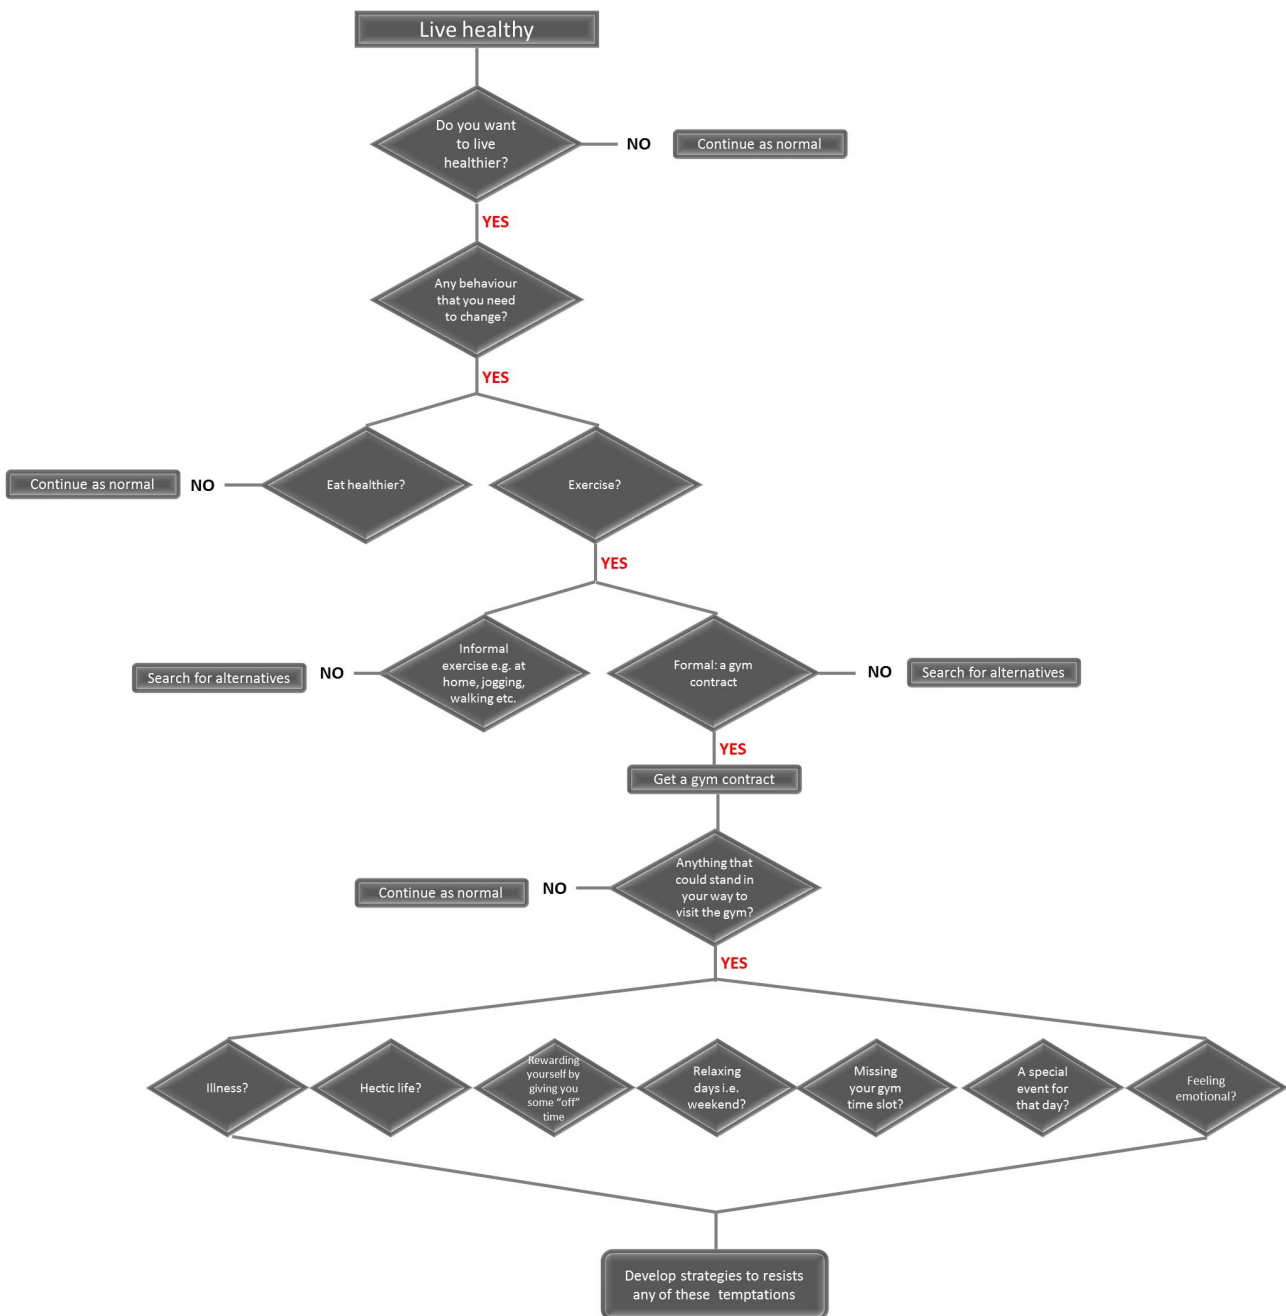 Live healthy
Do you want
to live
healthier?
NO
Continue as normal
YES
Any behaviour
that you need
to change?
YES
Continue as normal
NO
Eat healthier?
Exercise?
YES
Search for alternatives
NO
Informal
exercise e.g. at
home, jogging,
walking etc.
Formal: a gym
contract
NO
Search for alternatives
YES
Get a gym contract
Continue as normal
NO
Anything that
could stand in
your way to
visit the gym?
YES
Illness?
Hectic life?
Rewarding
yourself by
giving you
some “off”
time
Relaxing
days i.e.
weekend?
Missing
your gym
time slot?
A special
event for
that day?
Feeling
emotional?
Develop strategies to resists
any of these temptations